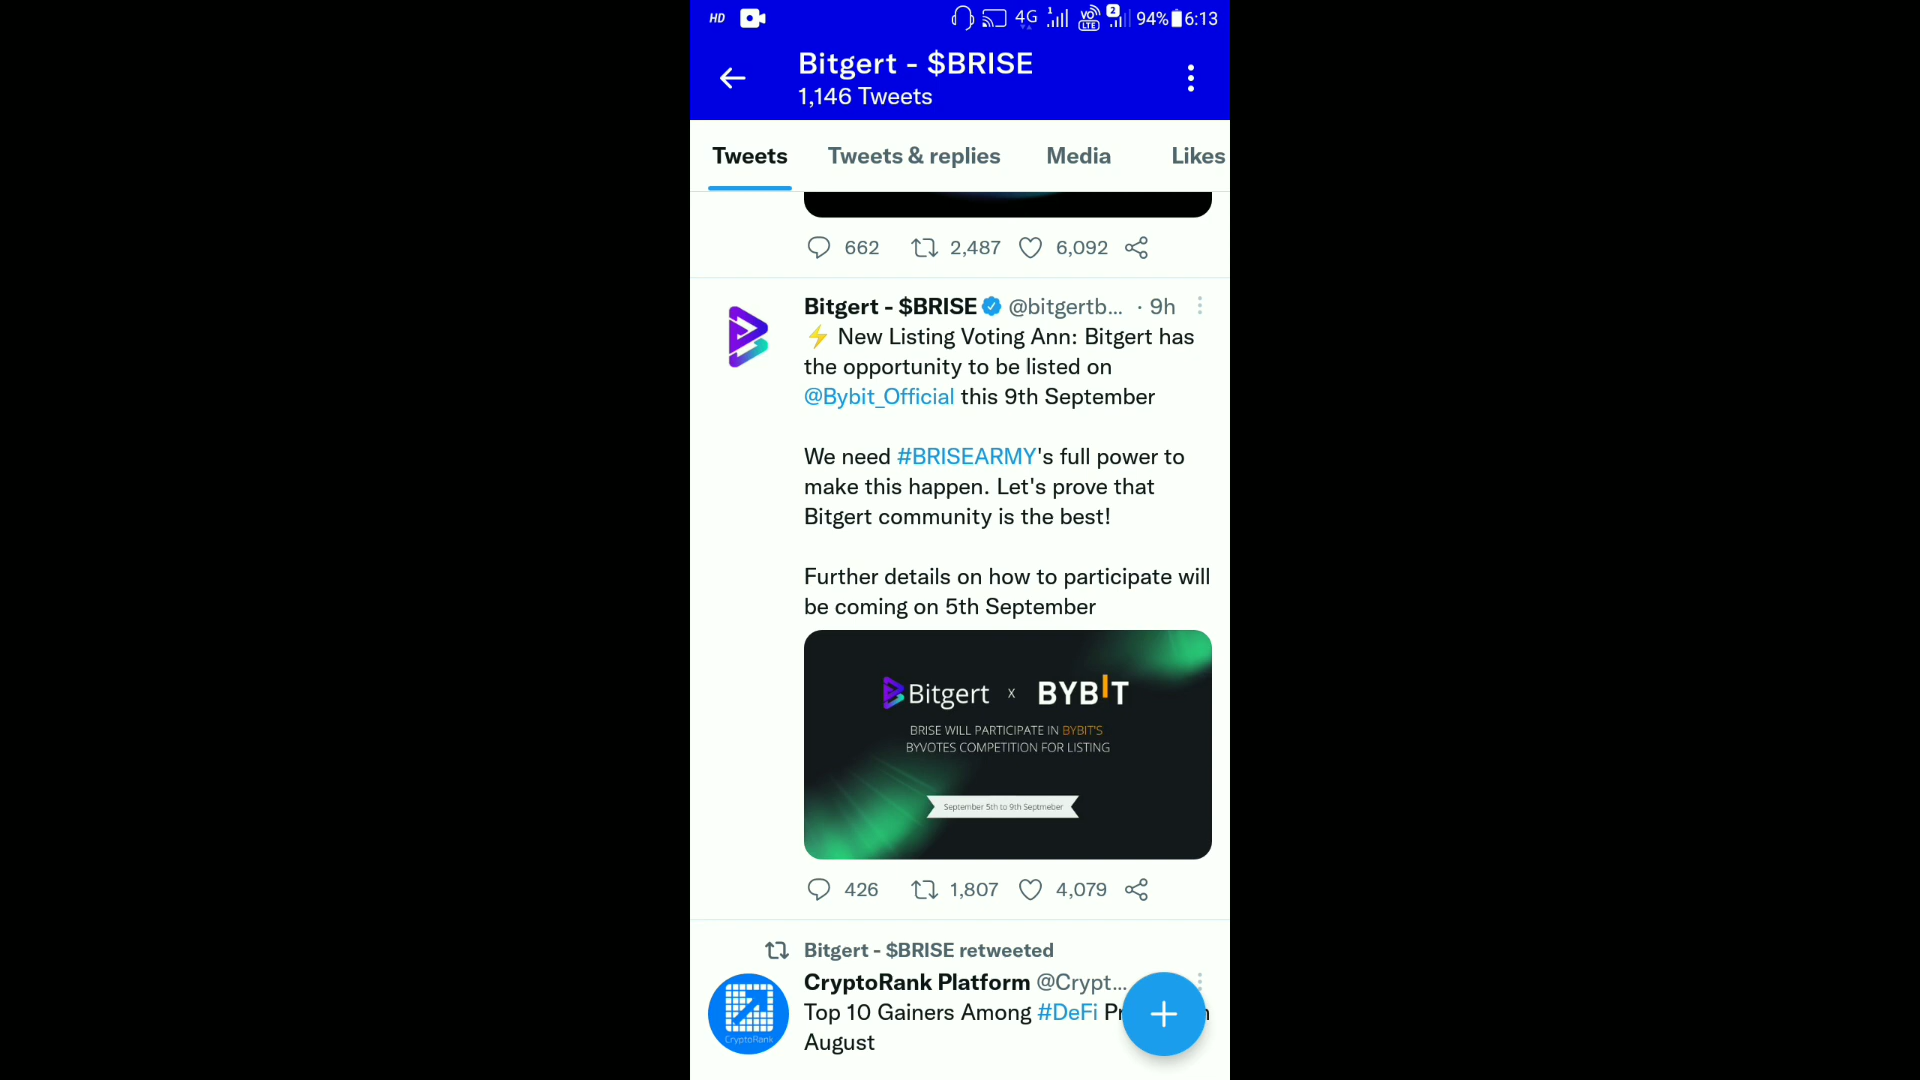 HD 4G 1 VO LTE 2 94% 6:13
Bitgert - $BRISE
1,146 Tweets
Tweets Tweets & replies Media Likes
662 2,487 6,092
Bitgert - $BRISE @bitgertb... · 9h
⚡ New Listing Voting Ann: Bitgert has
the opportunity to be listed on
@Bybit_Official this 9th September
We need #BRISEARMY's full power to
make this happen. Let's prove that
Bitgert community is the best!
Further details on how to participate will
be coming on 5th September
Bitgert x BYBIT
BRISE WILL PARTICIPATE IN BYBIT'S
BYVOTES COMPETITION FOR LISTING
September 5th to 9th Septmeber
426 1,807 4,079
Bitgert - $BRISE retweeted
CryptoRank Platform @Crypt...
Top 10 Gainers Among #DeFi
August
CryptoRank